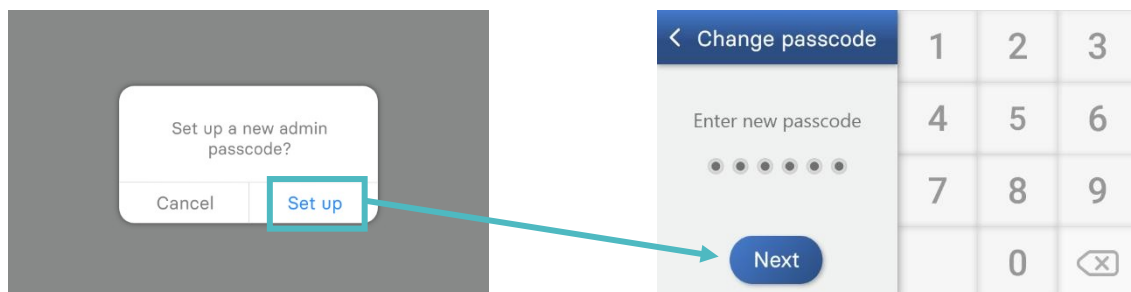 Set up a new admin
passcode?
Cancel Set up
< Change passcode
Enter new passcode
Next
1 2 3
4 5 6
7 8 9
0